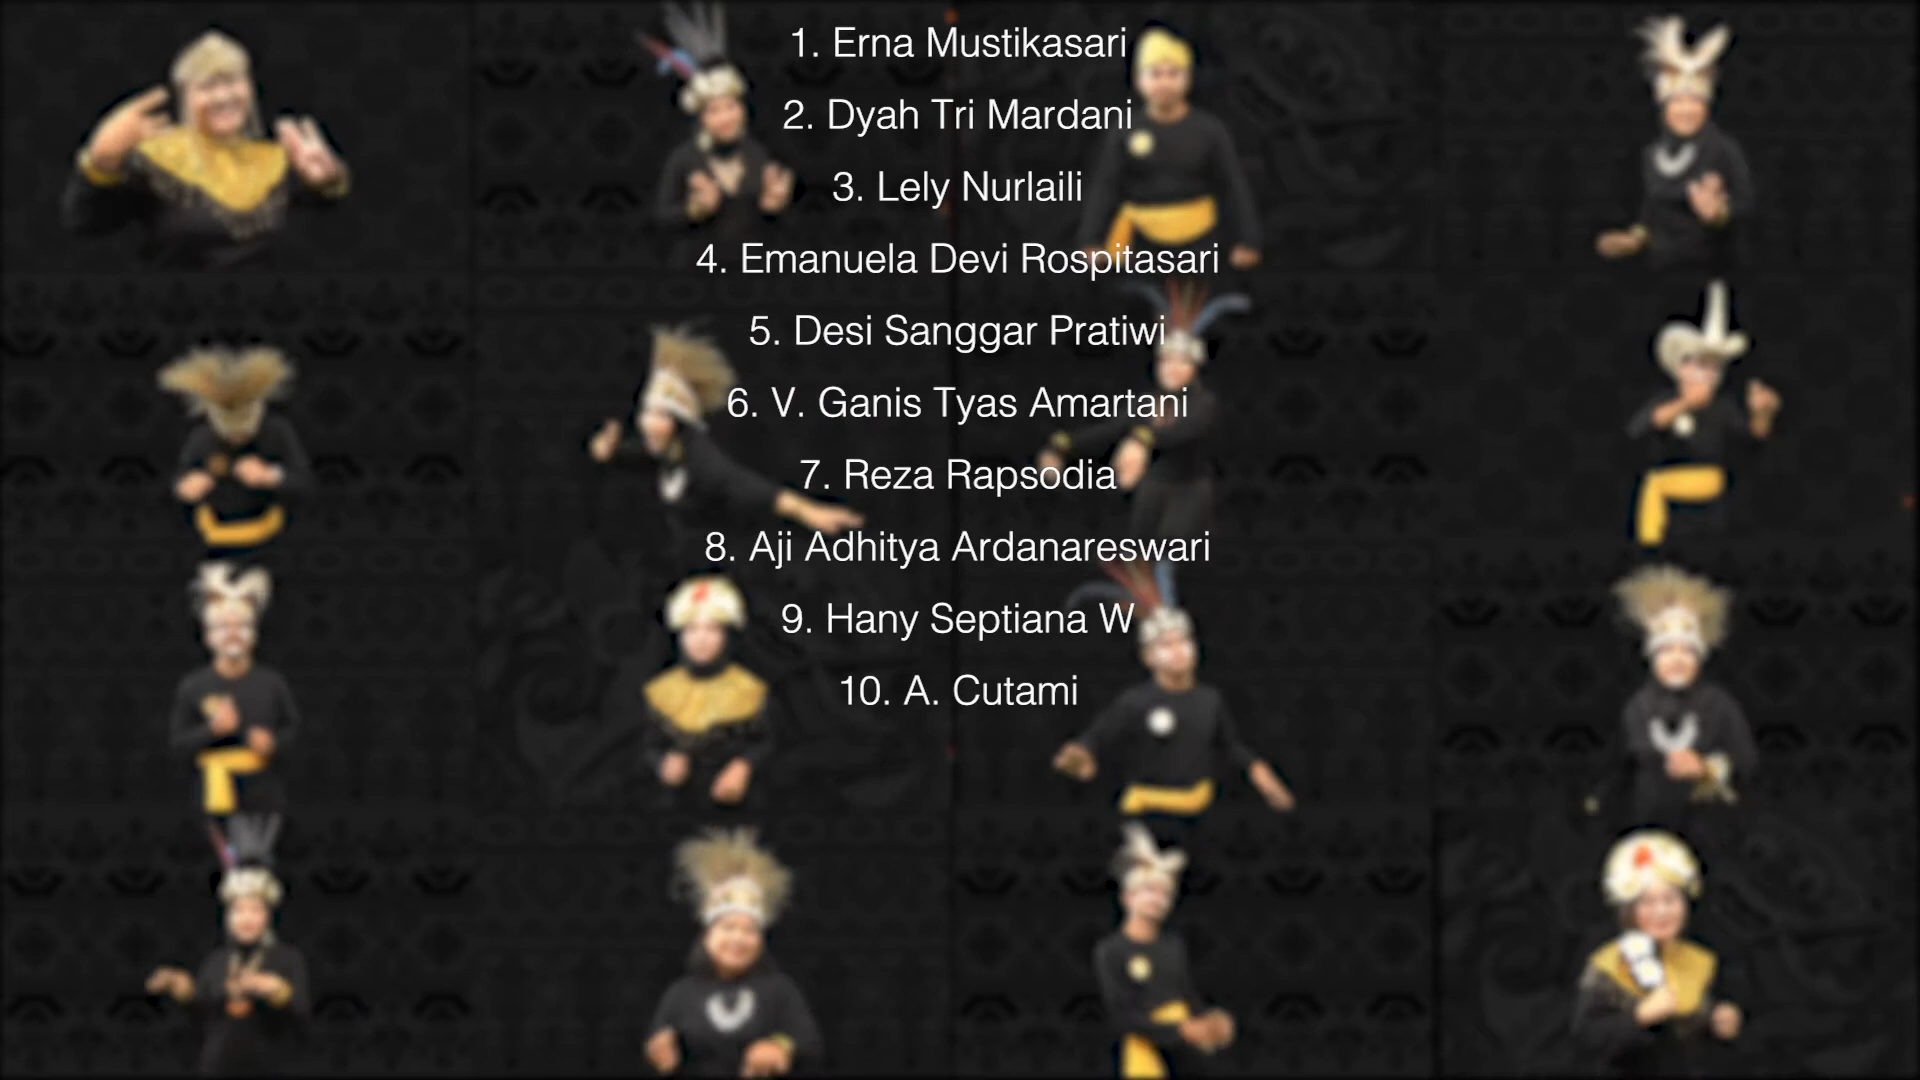 1. Erna Mustikasari
2. Dyah Tri Mardani
3. Lely Nurlaili
4. Emanuela Devi Rospitasari
5. Desi Sanggar Pratiwi
6. V. Ganis Tyas Amartani
7. Reza Rapsodia
8. Aji Adhitya Ardanareswari
9. Hany Septiana W
10. A. Cutami